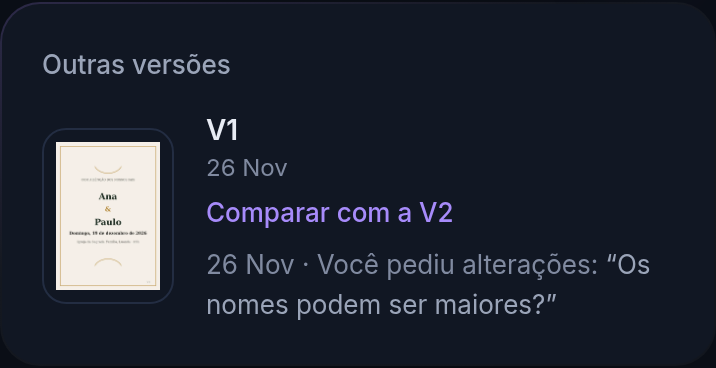 Outras versões
V1
26 Nov
Comparar com a V2
26 Nov · Você pediu alterações: “Os
nomes podem ser maiores?”
Ana
&
Paulo